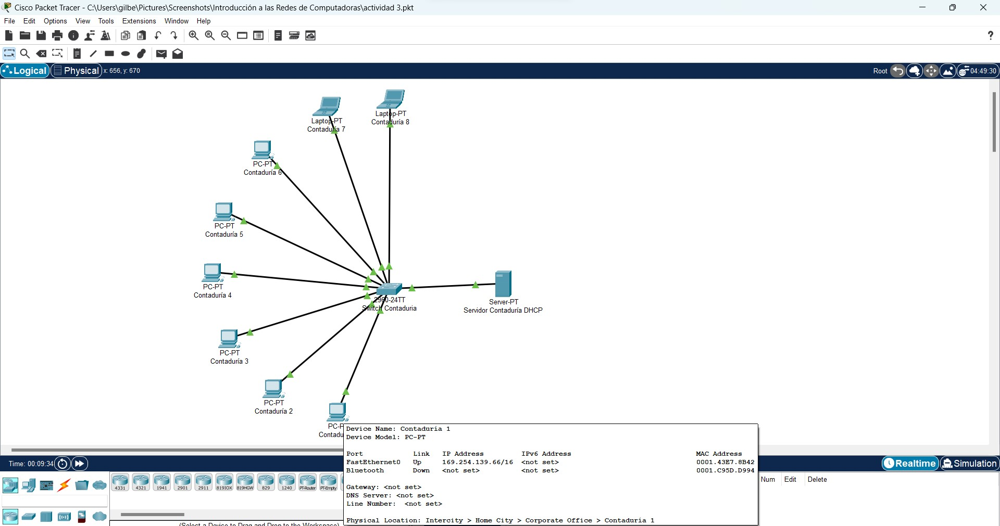 Cisco Packet Tracer - C:\Users\gilbe\Pictures\Screenshots\Introducción a las Redes de Computadoras\actividad 3.pkt
File Edit Options View Tools Extensions Window Help
?
Logical Physical x: 656, y: 670 Root 04:49:30
Laptop-PT
Contaduría 8
Laptop-PT
Contaduría 7
PC-PT
Contaduría 6
PC-PT
Contaduría 5
PC-PT
Contaduría 4
2960-24TT
Switch Contaduria
Server-PT
Servidor Contaduría DHCP
PC-PT
Contaduría 3
PC-PT
Contaduría 2
PC-P
Contadu
Device Name: Contaduría 1
Device Model: PC-PT
Port Link IP Address IPv6 Address MAC Address
FastEthernet0 Up 169.254.139.66/16 <not set> 0001.43E7.8B42
Bluetooth Down <not set> <not set> 0001.C95D.D994
Gateway: <not set>
DNS Server: <not set>
Line Number: <not set>
Physical Location: Intercity > Home City > Corporate Office > Contaduría 1
Time: 00:09:34 Realtime Simulation
4331 4321 1941 2901 2911 819IOX 819HGW 829 1240 PT-Router PT-Empty
Num Edit Delete
(Select a Device to Drag and Drop to the Workspace)